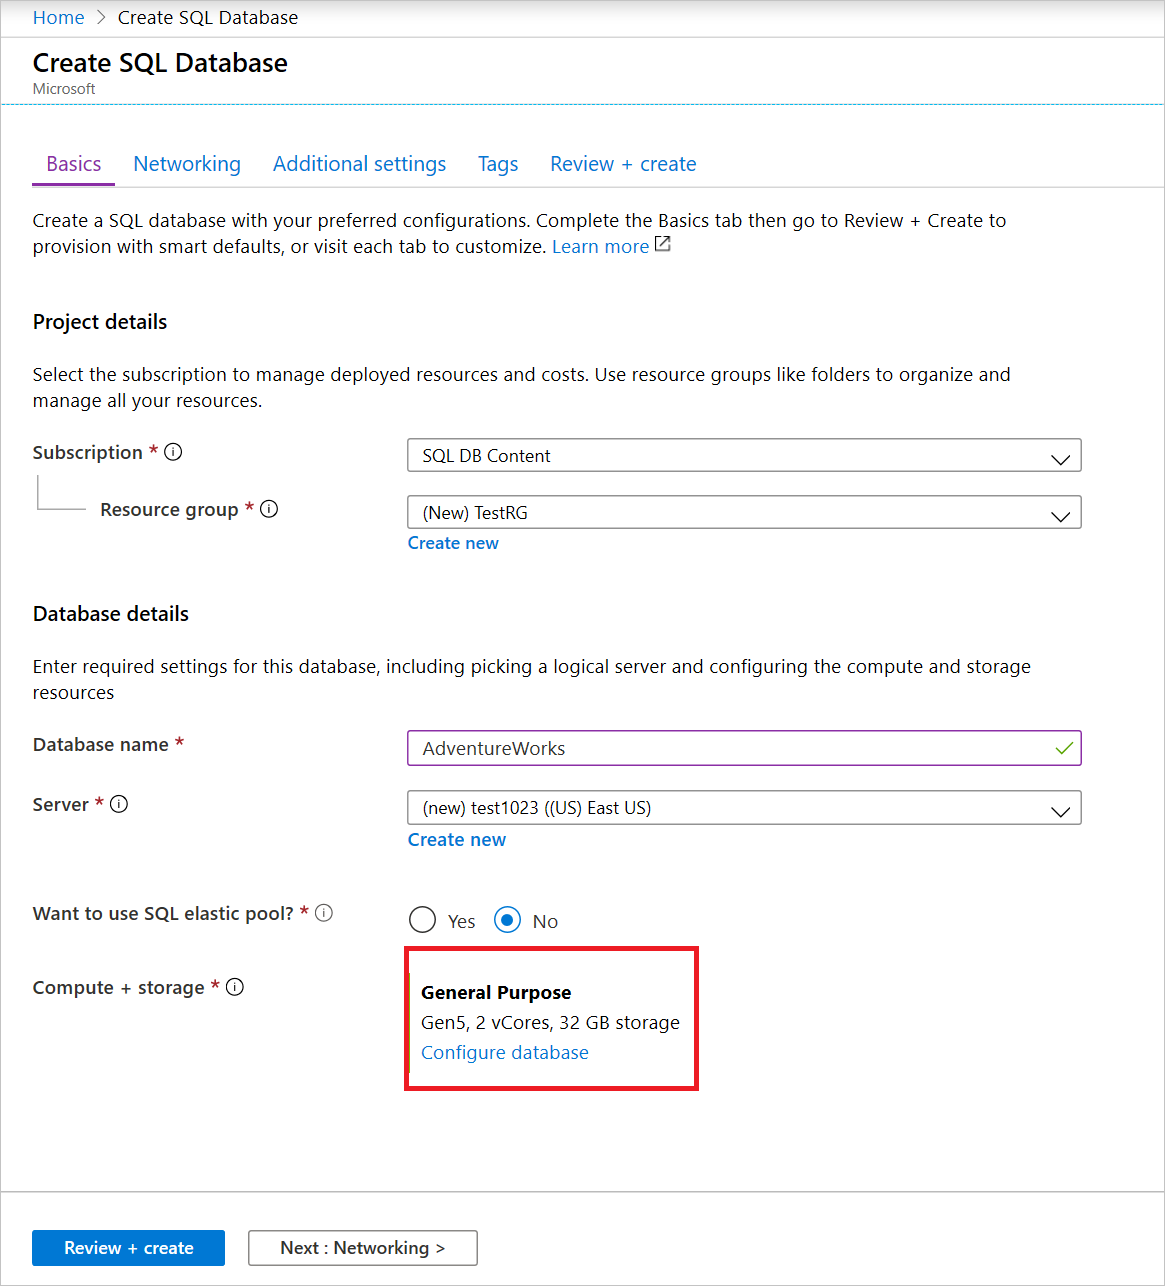 Home > Create SQL Database
Create SQL Database
Microsoft
Basics Networking Additional settings Tags Review + create
Create a SQL database with your preferred configurations. Complete the Basics tab then go to Review + Create to
provision with smart defaults, or visit each tab to customize. Learn more
Project details
Select the subscription to manage deployed resources and costs. Use resource groups like folders to organize and
manage all your resources.
Subscription * SQL DB Content
Resource group * (New) TestRG
Create new
Database details
Enter required settings for this database, including picking a logical server and configuring the compute and storage
resources
Database name * AdventureWorks
Server * (new) test1023 ((US) East US)
Create new
Want to use SQL elastic pool? * Yes No
Compute + storage * General Purpose
Gen5, 2 vCores, 32 GB storage
Configure database
Review + create Next : Networking >